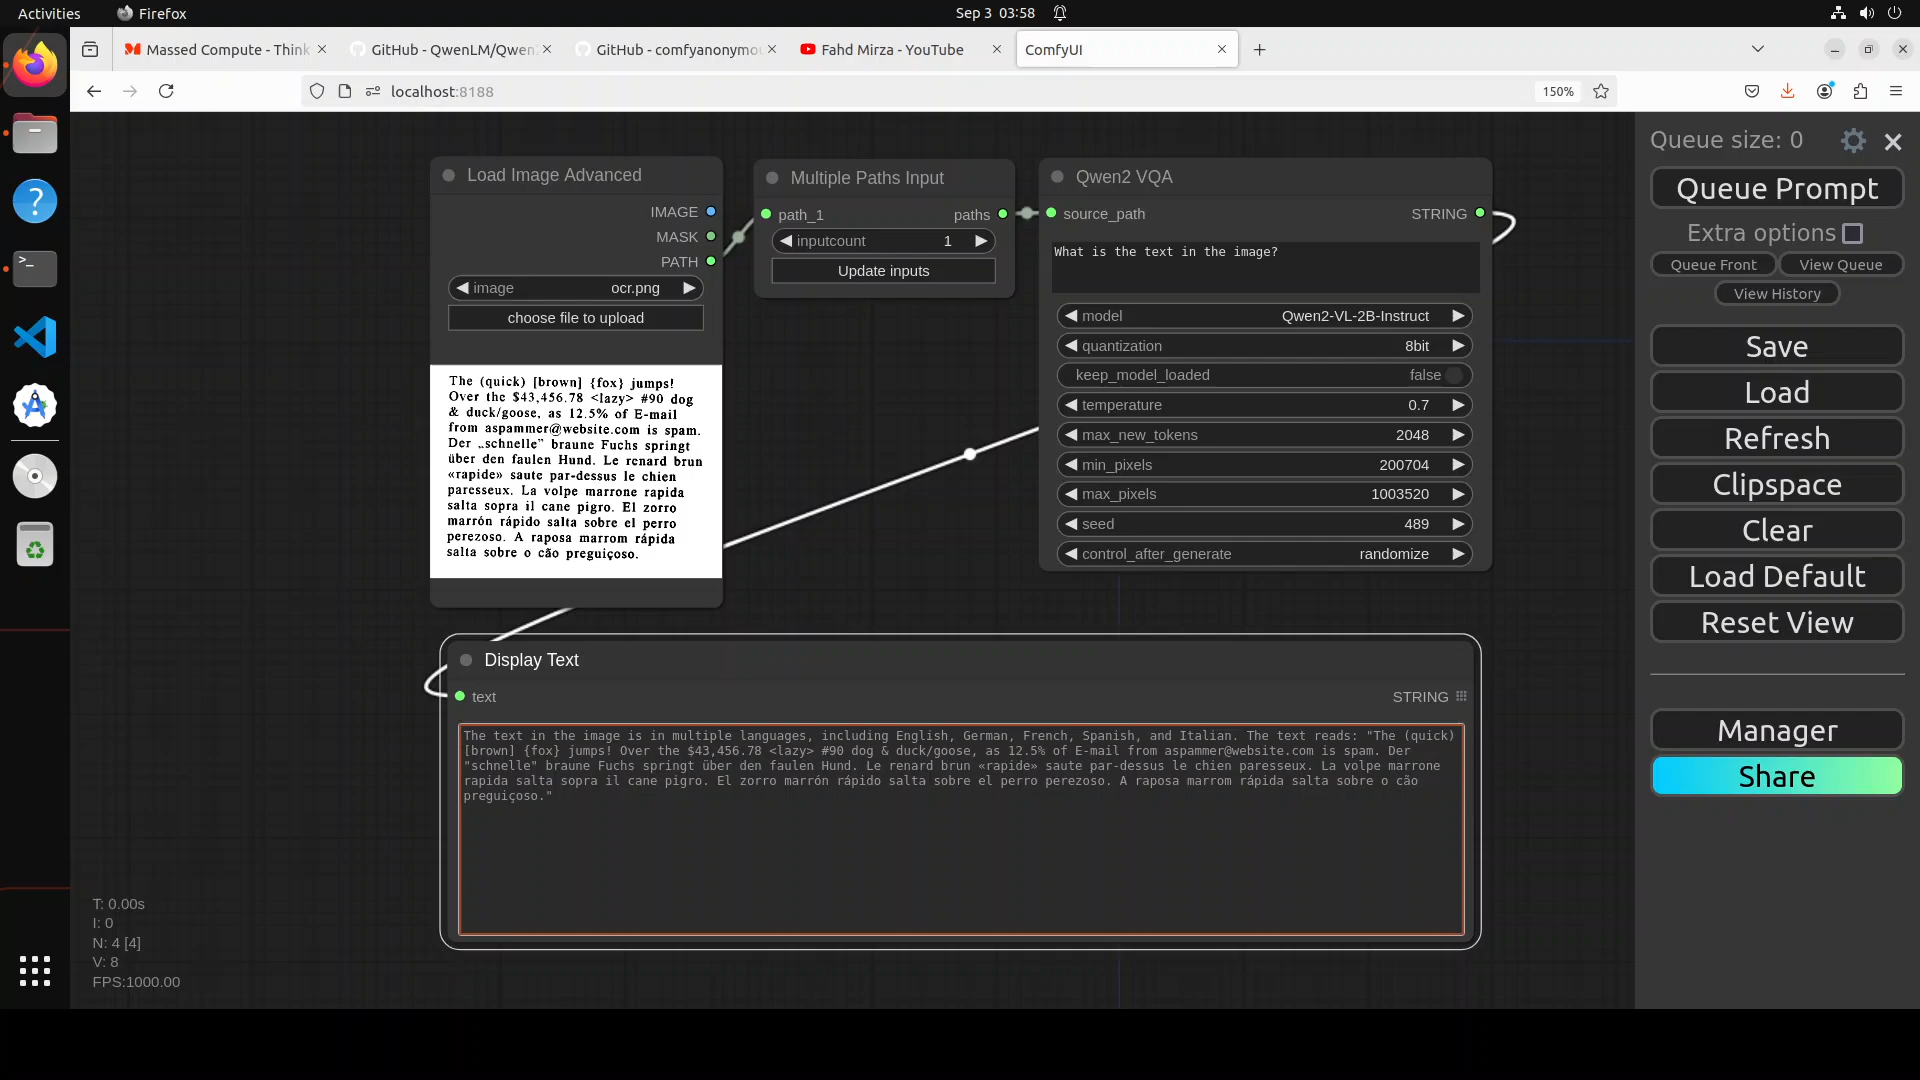 Activities
Firefox
Sep 3 03:58
Massed Compute - Think
GitHub - QwenLM/Qwen
GitHub - comfyanonymo
Fahd Mirza - YouTube
ComfyUI
localhost:8188
150%
Load Image Advanced
IMAGE
MASK
PATH
image ocr.png
choose file to upload
The (quick) [brown] {fox} jumps!
Over the $43,456.78 <lazy> #90 dog
& duck/goose, as 12.5% of E-mail
from aspammer@website.com is spam.
Der „schnelle” braune Fuchs springt
über den faulen Hund. Le renard brun
«rapide» saute par-dessus le chien
paresseux. La volpe marrone rapida
salta sopra il cane pigro. El zorro
marrón rápido salta sobre el perro
perezoso. A raposa marrom rápida
salta sobre o cão preguiçoso.
Multiple Paths Input
path_1 paths
inputcount 1
Update inputs
Qwen2 VQA
source_path STRING
What is the text in the image?
model Qwen2-VL-2B-Instruct
quantization 8bit
keep_model_loaded false
temperature 0.7
max_new_tokens 2048
min_pixels 200704
max_pixels 1003520
seed 489
control_after_generate randomize
Display Text
text STRING
The text in the image is in multiple languages, including English, German, French, Spanish, and Italian. The text reads: "The (quick)
[brown] {fox} jumps! Over the $43,456.78 <lazy> #90 dog & duck/goose, as 12.5% of E-mail from aspammer@website.com is spam. Der
"schnelle" braune Fuchs springt über den faulen Hund. Le renard brun «rapide» saute par-dessus le chien paresseux. La volpe marrone
rapida salta sopra il cane pigro. El zorro marrón rápido salta sobre el perro perezoso. A raposa marrom rápida salta sobre o cão
preguiçoso."
T: 0.00s
I: 0
N: 4 [4]
V: 8
FPS:1000.00
Queue size: 0
Queue Prompt
Extra options
Queue Front
View Queue
View History
Save
Load
Refresh
Clipspace
Clear
Load Default
Reset View
Manager
Share